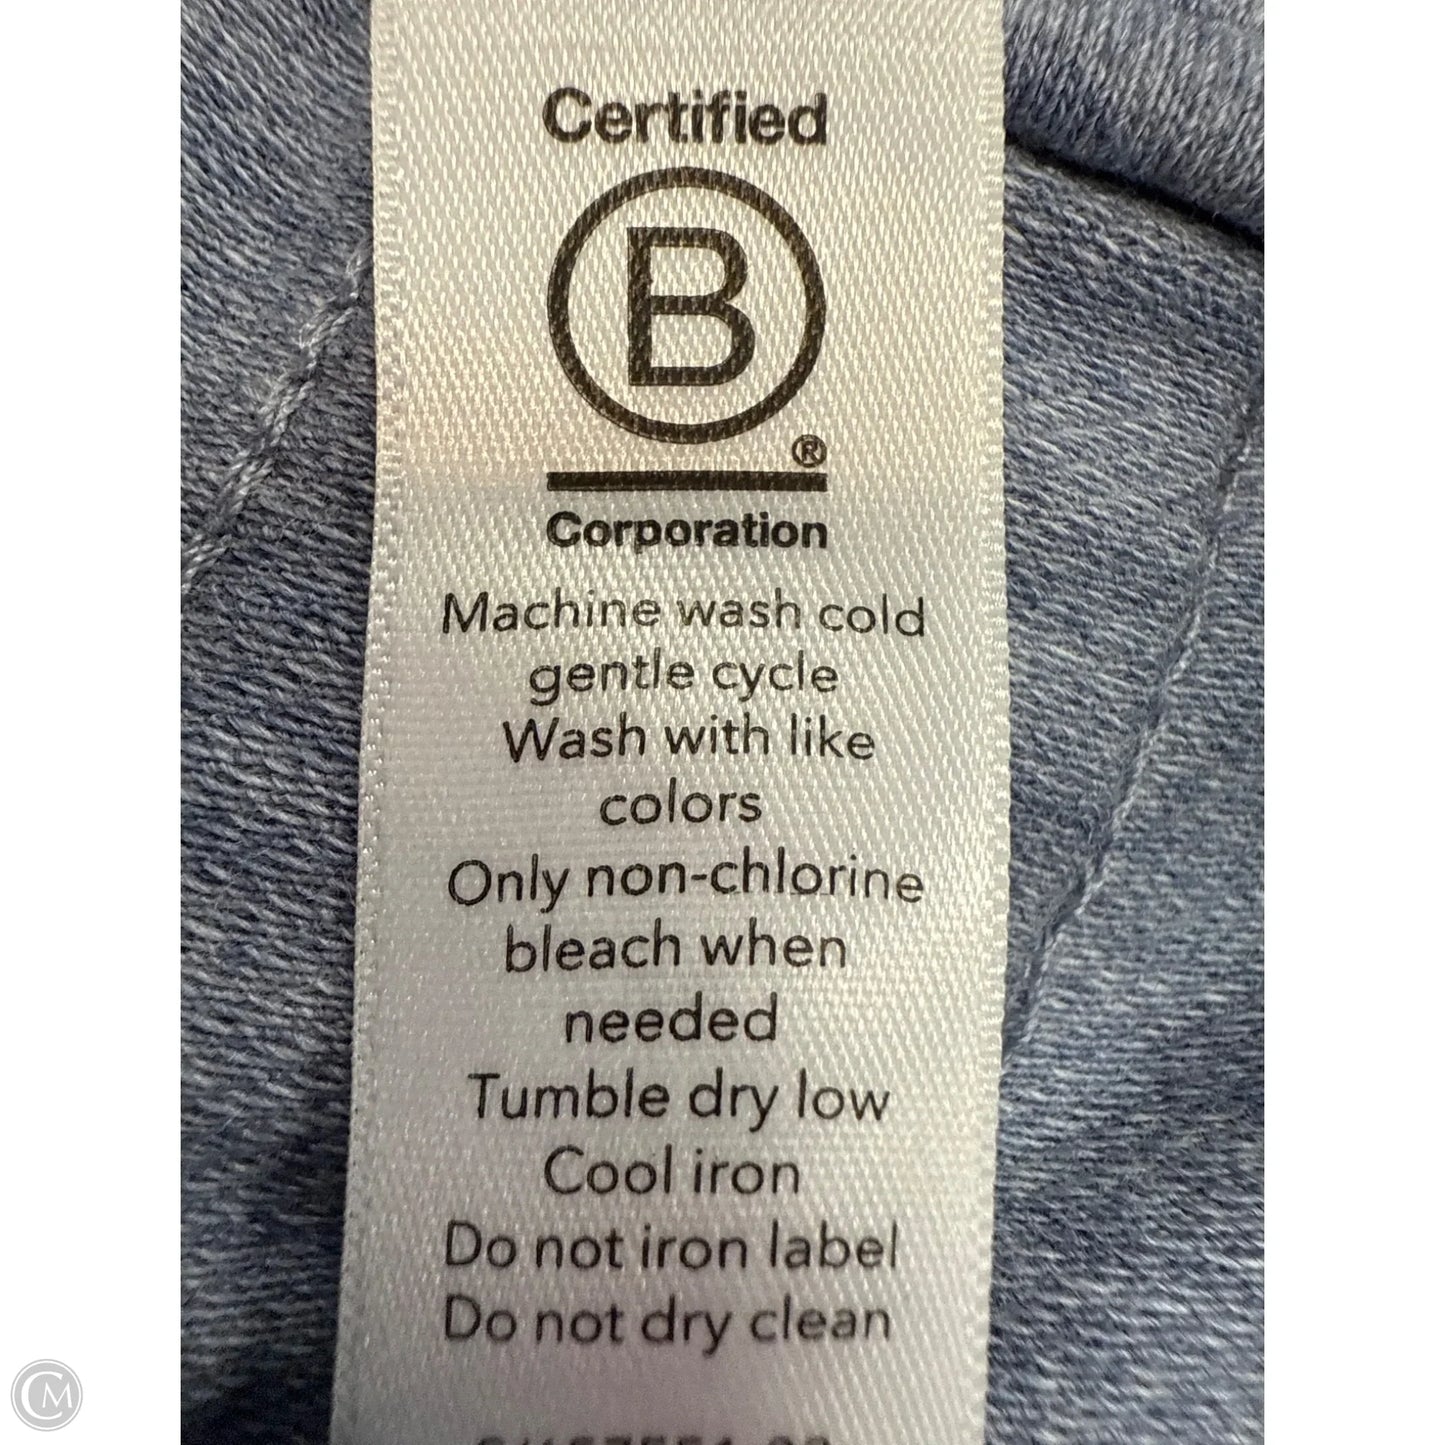 Certified
B
®
Corporation
Machine wash cold
gentle cycle
Wash with like
colors
Only non-chlorine
bleach when
needed
Tumble dry low
Cool iron
Do not iron label
Do not dry clean
CM